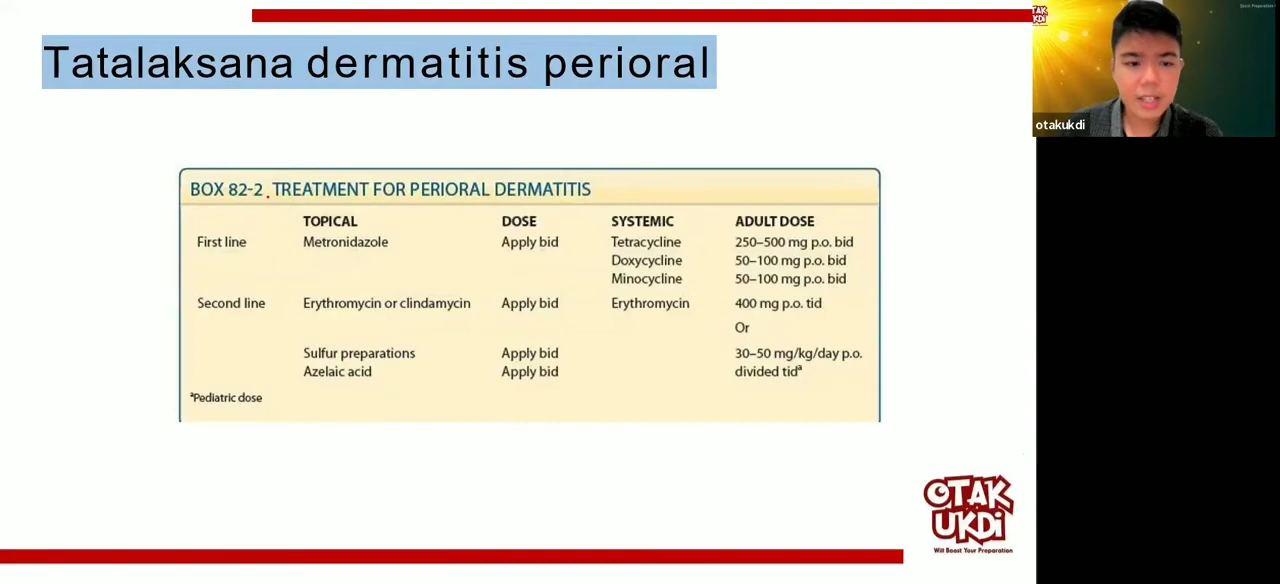 Tatalaksana dermatitis perioral
BOX 82-2 TREATMENT FOR PERIORAL DERMATITIS
TOPICAL DOSE SYSTEMIC ADULT DOSE
First line Metronidazole Apply bid Tetracycline 250–500 mg p.o. bid
Doxycycline 50–100 mg p.o. bid
Minocycline 50–100 mg p.o. bid
Second line Erythromycin or clindamycin Apply bid Erythromycin 400 mg p.o. tid
Or
Sulfur preparations Apply bid 30–50 mg/kg/day p.o.
Azelaic acid Apply bid divided tidᵃ
ᵃPediatric dose
otakukdi
OTAK
UKDI
Will Boost Your Preparation